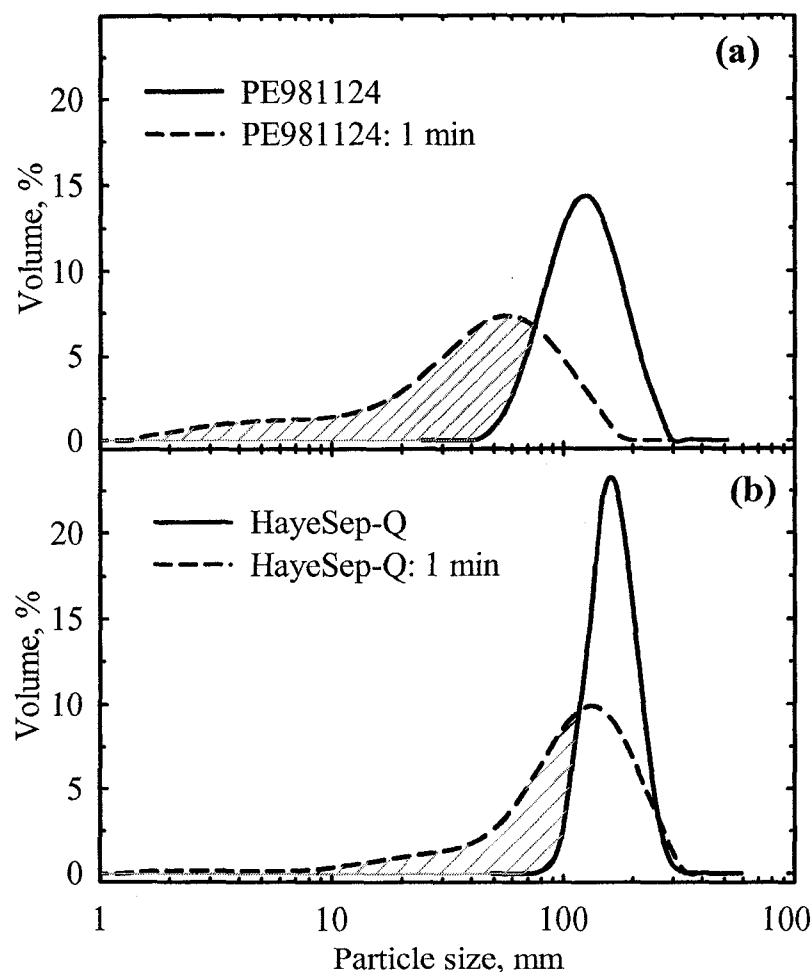 (a)
PE981124
PE981124: 1 min
20
15
10
5
0
Volume, %
(b)
HayeSep-Q
HayeSep-Q: 1 min
20
15
10
5
0
Volume, %
1 10 100 100
Particle size, mm